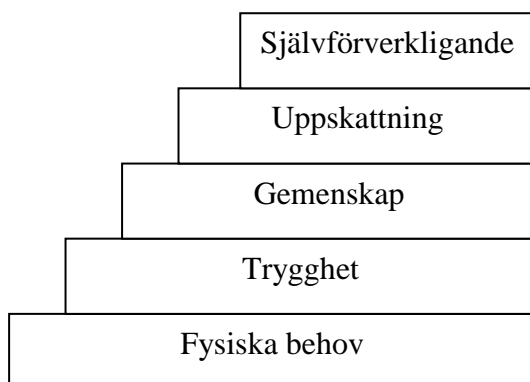 Självförverkligande
Uppskattning
Gemenskap
Trygghet
Fysiska behov